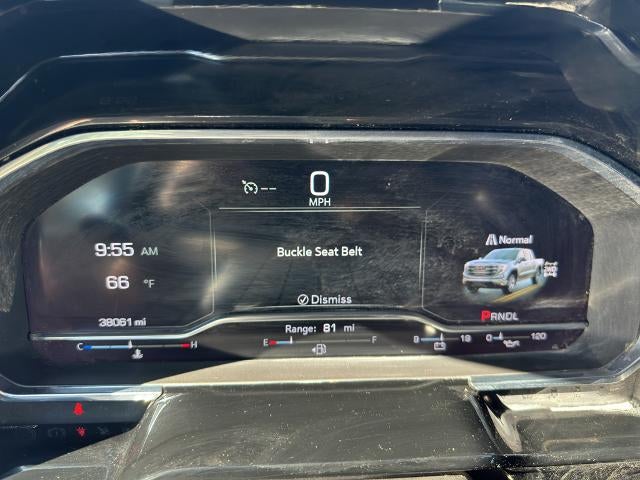 0
MPH
9:55 AM
66 °F
38061 mi
Buckle Seat Belt
Dismiss
Normal
PRNDL
C H
Range: 81 mi
E F
8 18
0 120